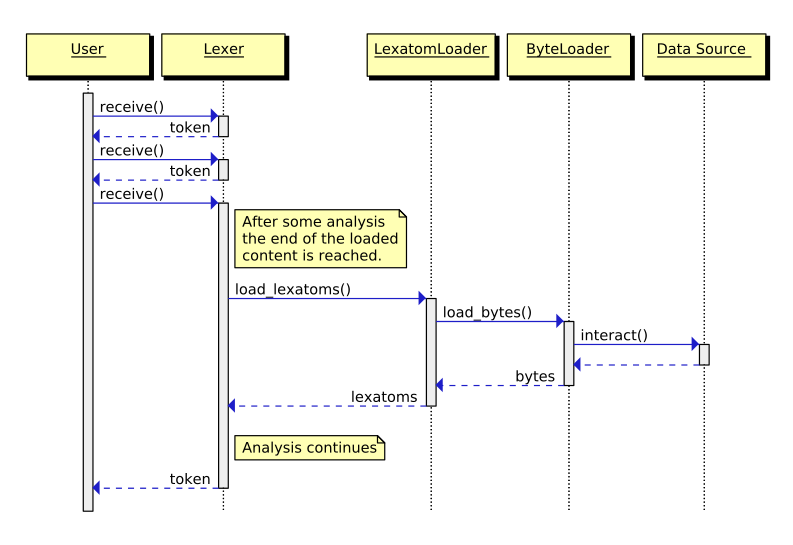 User
Lexer
LexatomLoader
ByteLoader
Data Source
receive()
token
receive()
token
receive()
After some analysis
the end of the loaded
content is reached.
load_lexatoms()
load_bytes()
interact()
bytes
lexatoms
Analysis continues
token